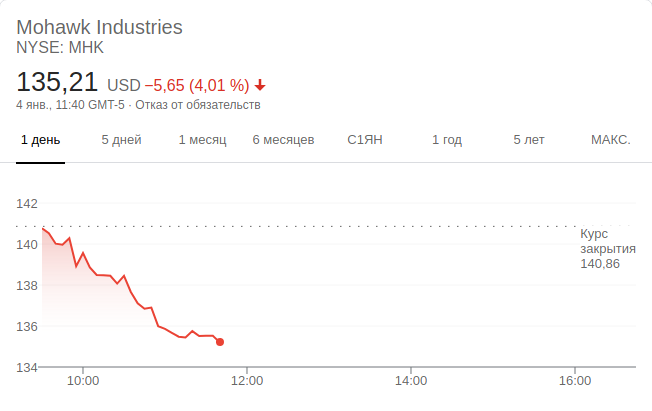 Mohawk Industries
NYSE: MHK
135,21 USD −5,65 (4,01 %)
4 янв., 11:40 GMT-5 · Отказ от обязательств
1 день 5 дней 1 месяц 6 месяцев С1ЯН 1 год 5 лет МАКС.
142
140
138
136
134
Курс
закрытия
140,86
10:00 12:00 14:00 16:00